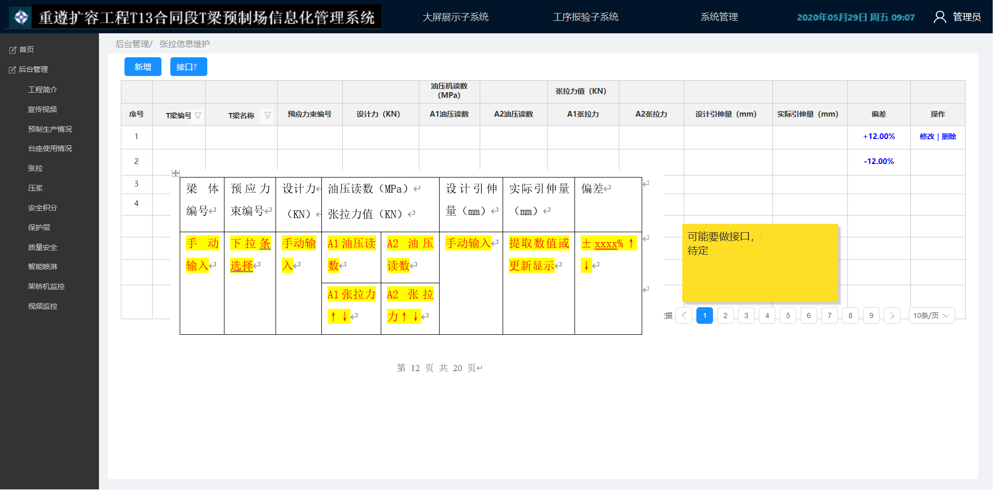 重遵扩容工程T13合同段T梁预制场信息化管理系统
大屏展示子系统
工序报验子系统
系统管理
2020年05月29日 周五 09:07
管理员
首页
后台管理
工程简介
宣传视频
预制生产情况
台座使用情况
张拉
压浆
安全积分
保护层
质量安全
智能喷淋
架桥机监控
视频监控
后台管理/ 张拉信息维护
新增
接口?
油压机读数
（MPa）
张拉力值（KN）
序号
T梁编号
T梁名称
预应力束编号
设计力（KN）
A1油压读数
A2油压读数
A1张拉力
A2张拉力
设计引伸量（mm）
实际引伸量（mm）
偏差
操作
1
+12.00%
修改 | 删除
2
-12.00%
3
4
梁体
编号
预应力
束编号
设计力
（KN）
油压读数（MPa）
张拉力值（KN）
设计引伸
量（mm）
实际引伸量
（mm）
偏差
手动
输入
下拉条
选择
手动输
入
A1油压读
数
A2油压
读数
手动输入
提取数值或
更新显示
±xxxx%↑
↓
A1张拉力
↑↓
A2张拉
力↑↓
可能要做接口，
待定
据
1
2
3
4
5
6
7
8
9
10条/页
第 12 页 共 20 页